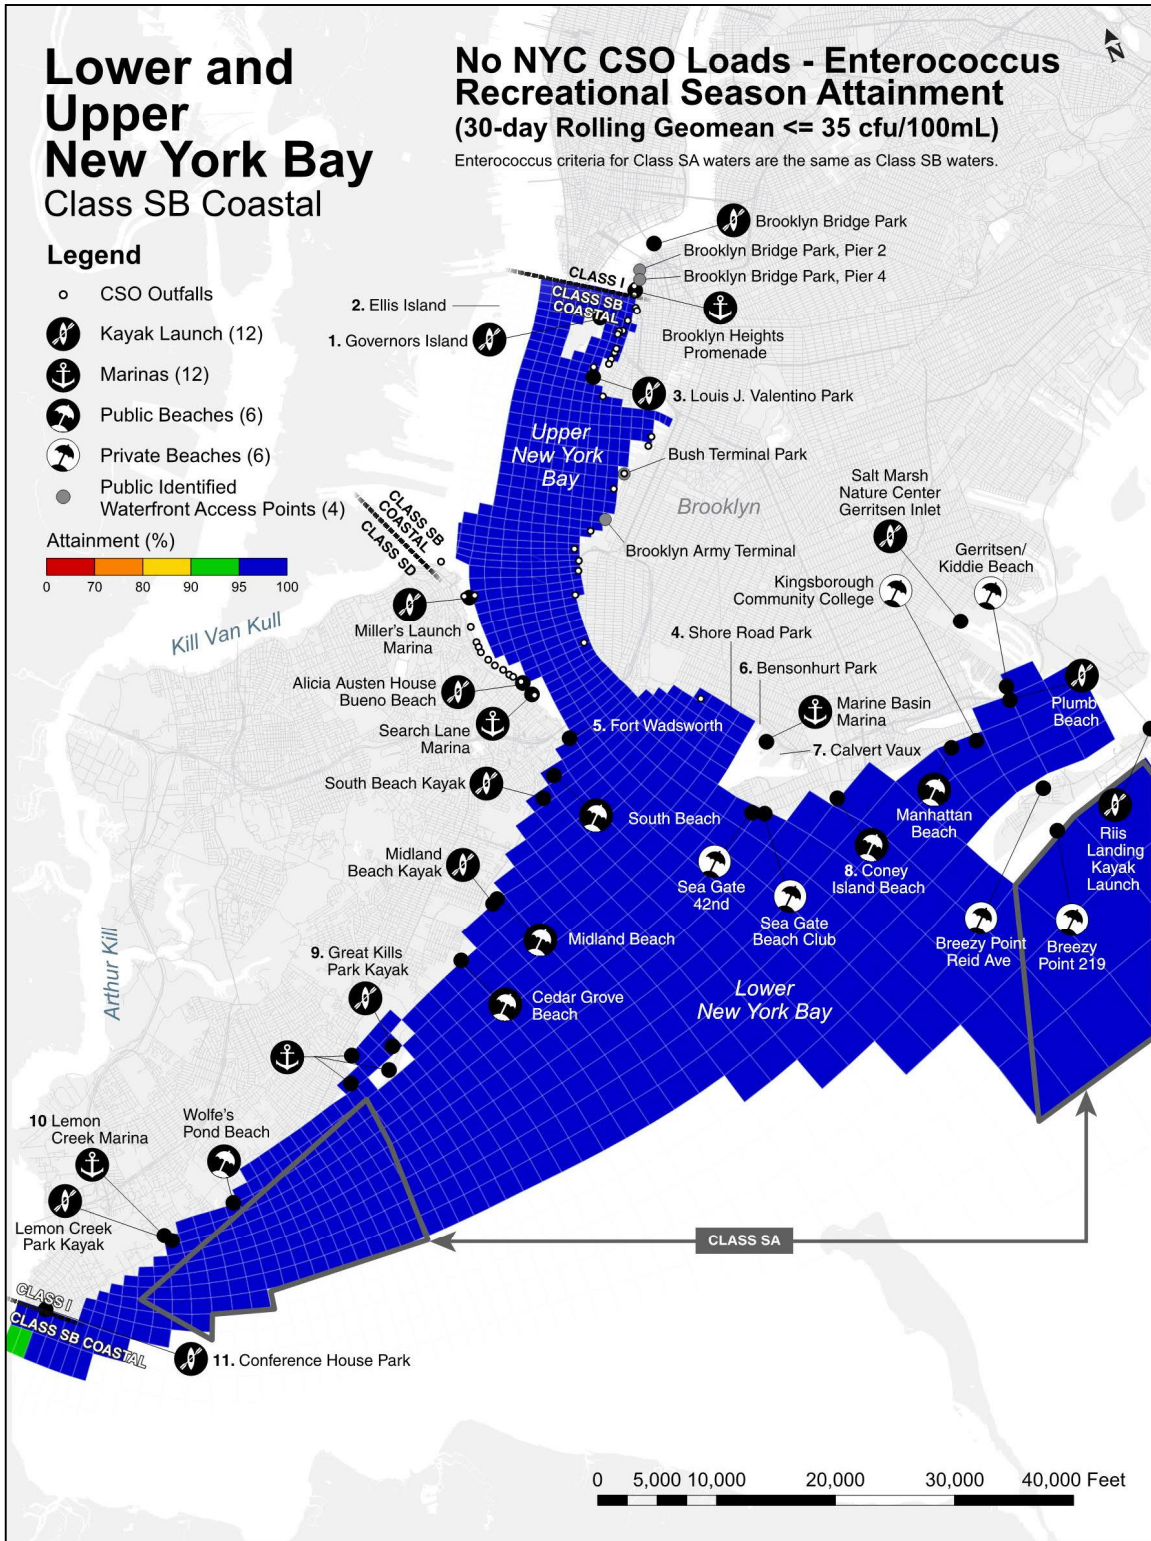 Lower and
Upper
New York Bay
Class SB Coastal
No NYC CSO Loads - Enterococcus
Recreational Season Attainment
(30-day Rolling Geomean <= 35 cfu/100mL)
Enterococcus criteria for Class SA waters are the same as Class SB waters.
N
Legend
CSO Outfalls
Kayak Launch (12)
Marinas (12)
Public Beaches (6)
Private Beaches (6)
Public Identified
Waterfront Access Points (4)
Attainment (%)
0 70 80 90 95 100
Brooklyn Bridge Park
Brooklyn Bridge Park, Pier 2
Brooklyn Bridge Park, Pier 4
CLASS I
CLASS SB
COASTAL
2. Ellis Island
1. Governors Island
Brooklyn Heights
Promenade
3. Louis J. Valentino Park
Upper
New York
Bay
Bush Terminal Park
Brooklyn
Salt Marsh
Nature Center
Gerritsen Inlet
CLASS SB
COASTAL
CLASS SD
Brooklyn Army Terminal
Gerritsen/
Kiddie Beach
Kingsborough
Community College
Kill Van Kull
Miller's Launch
Marina
4. Shore Road Park
6. Bensonhurt Park
Alicia Austen House
Bueno Beach
Marine Basin
Marina
Plumb
Beach
Search Lane
Marina
5. Fort Wadsworth
7. Calvert Vaux
South Beach Kayak
South Beach
Manhattan
Beach
Riis
Landing
Kayak
Launch
Midland
Beach Kayak
Sea Gate
42nd
8. Coney
Island Beach
Sea Gate
Beach Club
Breezy Point
Reid Ave
Breezy
Point 219
Arthur Kill
9. Great Kills
Park Kayak
Midland Beach
Cedar Grove
Beach
Lower
New York Bay
10 Lemon
Creek Marina
Wolfe's
Pond Beach
Lemon Creek
Park Kayak
CLASS SA
CLASS I
CLASS SB COASTAL
11. Conference House Park
0 5,000 10,000 20,000 30,000 40,000 Feet